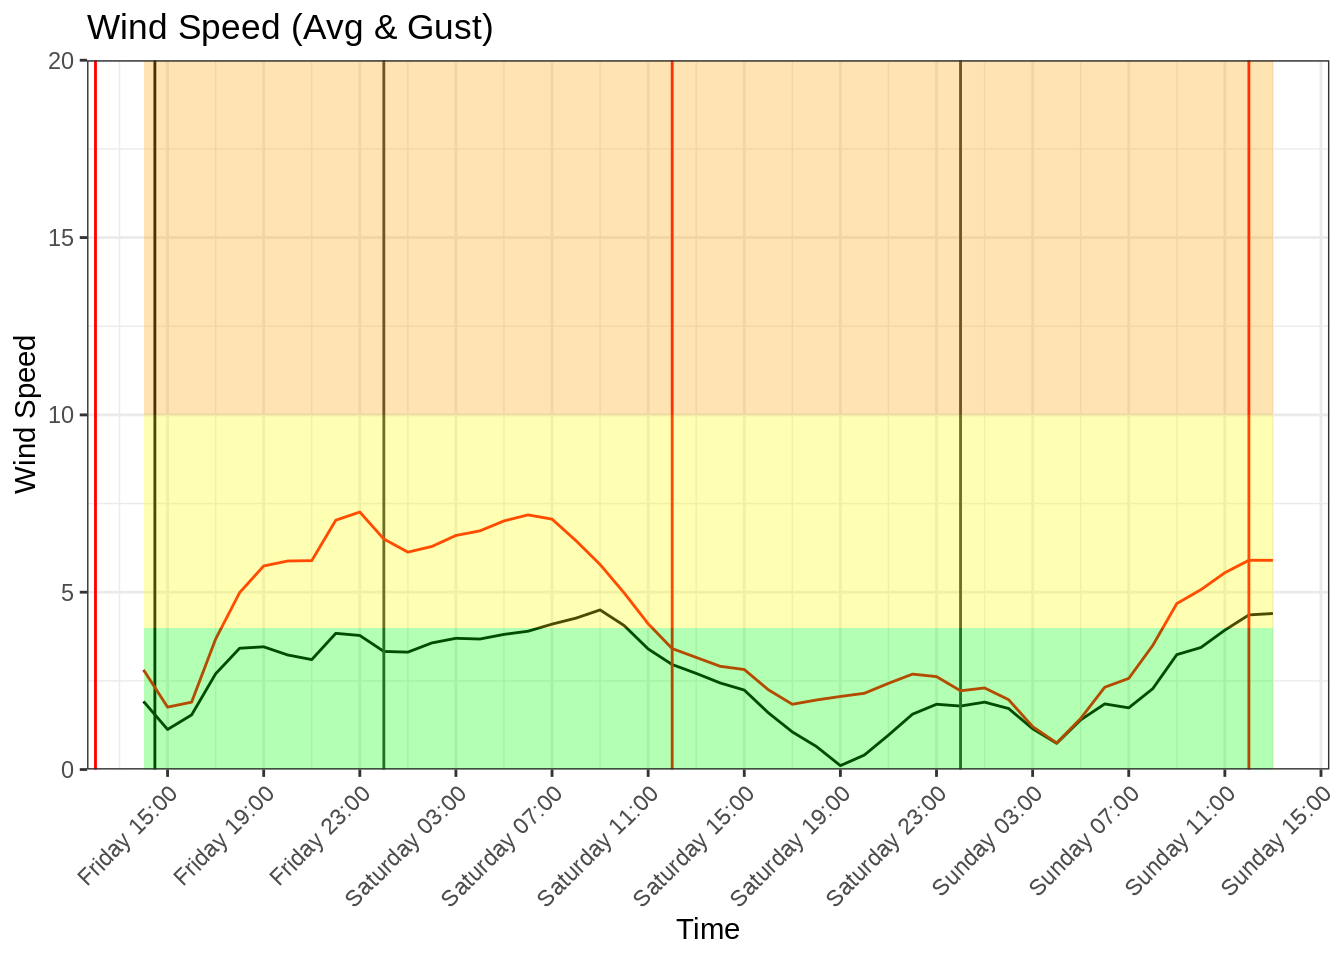 Wind Speed (Avg & Gust)
20
15
10
5
0
Wind Speed
Friday 15:00
Friday 19:00
Friday 23:00
Saturday 03:00
Saturday 07:00
Saturday 11:00
Saturday 15:00
Saturday 19:00
Saturday 23:00
Sunday 03:00
Sunday 07:00
Sunday 11:00
Sunday 15:00
Time